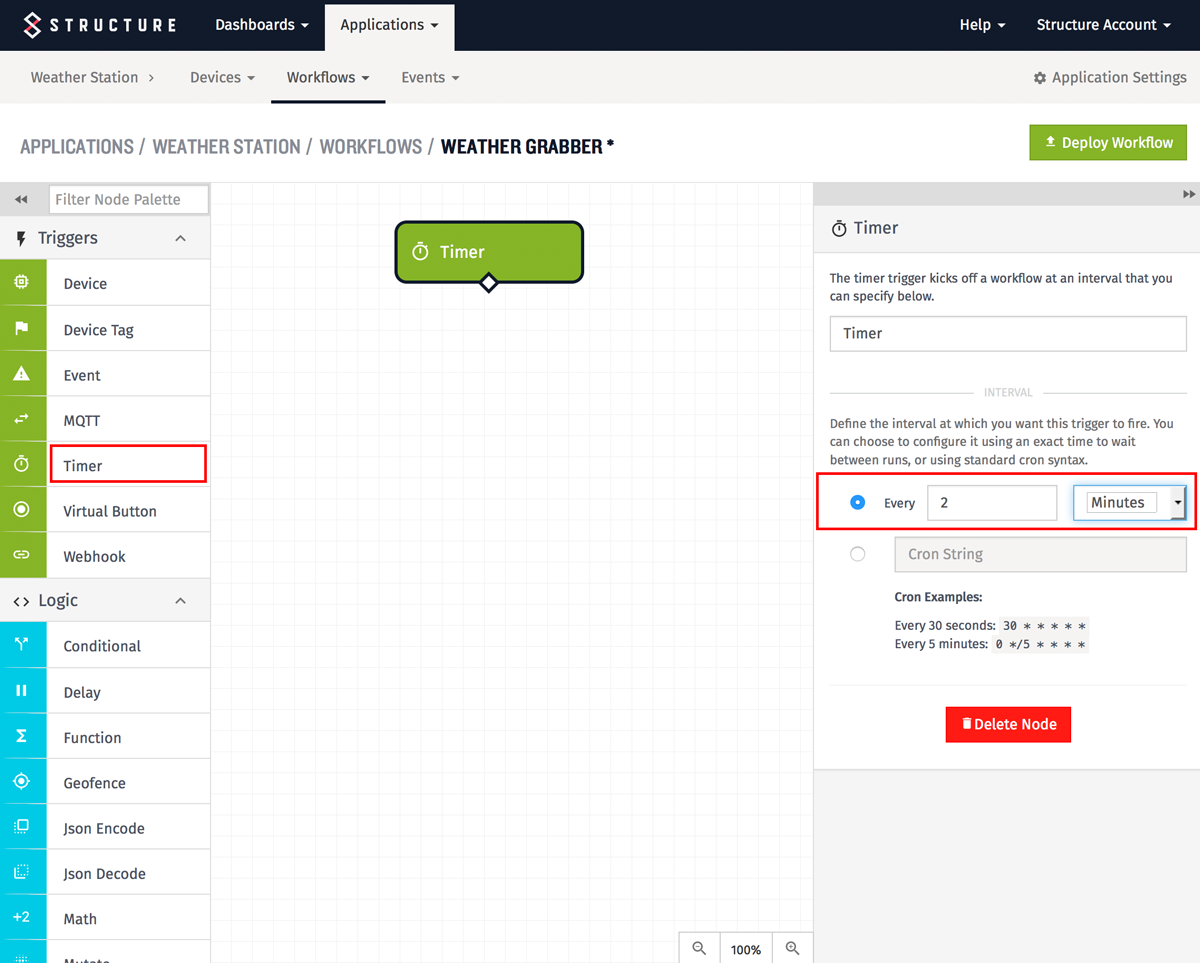 STRUCTURE Dashboards Applications Help Structure Account
Weather Station Devices Workflows Events Application Settings
APPLICATIONS / WEATHER STATION / WORKFLOWS / WEATHER GRABBER *
Deploy Workflow
Filter Node Palette
Triggers
Device
Device Tag
Event
MQTT
Timer
Virtual Button
Webhook
Logic
Conditional
Delay
Function
Geofence
Json Encode
Json Decode
+2 Math
Mutate
Timer
100%
Timer
The timer trigger kicks off a workflow at an interval that you
can specify below.
Timer
INTERVAL
Define the interval at which you want this trigger to fire. You
can choose to configure it using an exact time to wait
between runs, or using standard cron syntax.
Every 2 Minutes
Cron String
Cron Examples:
Every 30 seconds: 30 * * * * *
Every 5 minutes: 0 */5 * * * *
Delete Node